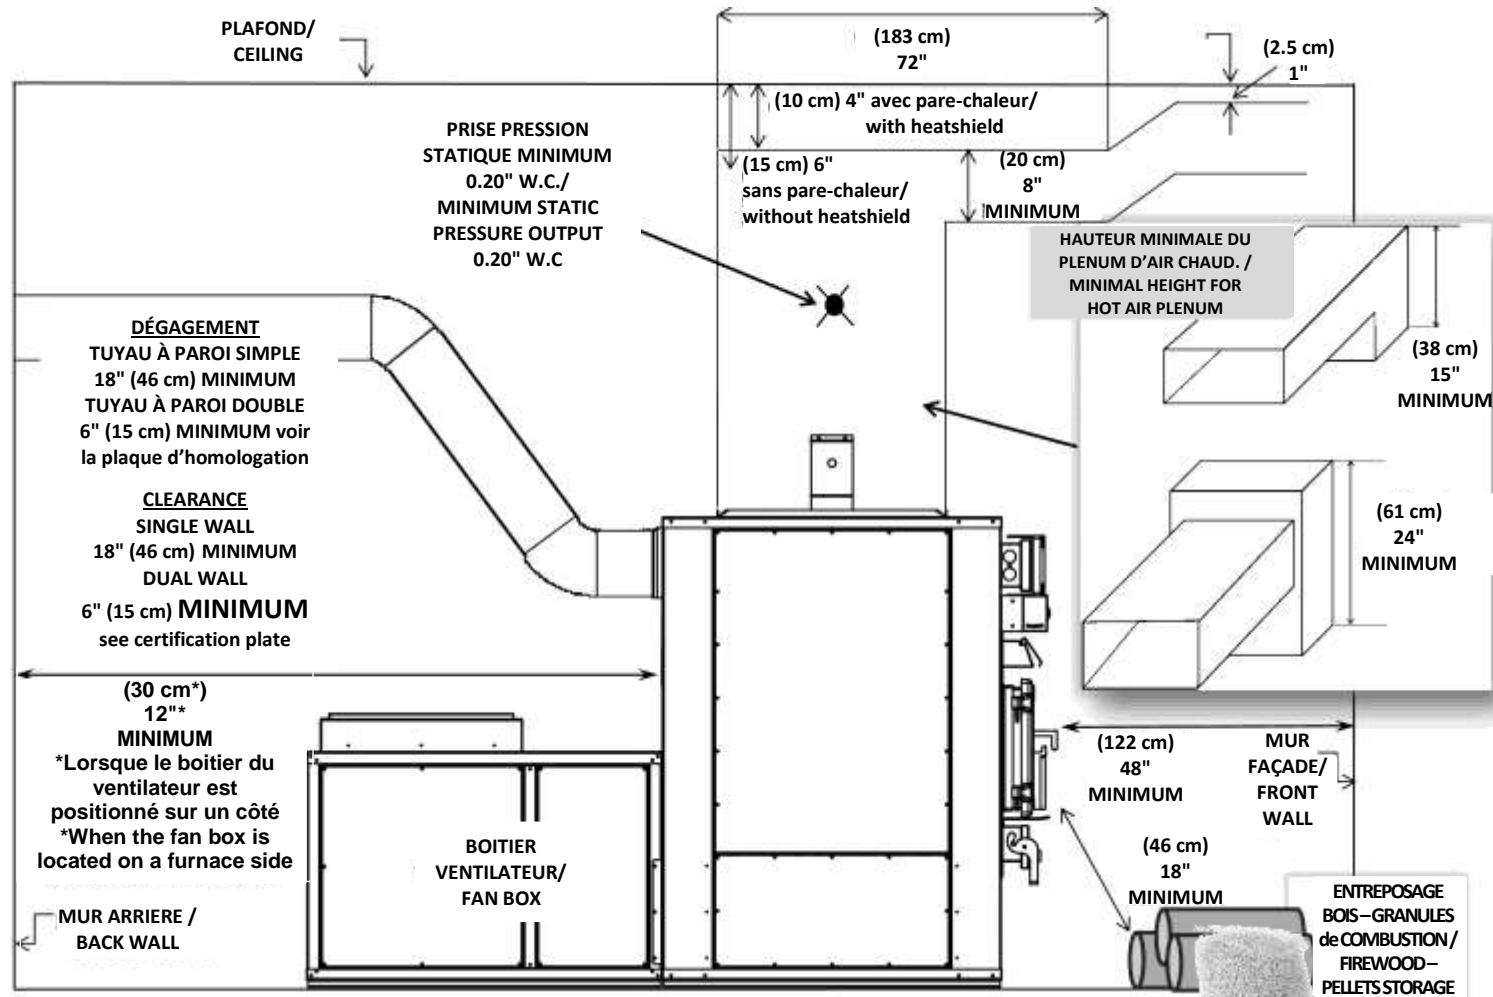 PLAFOND/
CEILING
(183 cm)
72"
(2.5 cm)
1"
(10 cm) 4" avec pare-chaleur/
with heatshield
PRISE PRESSION
STATIQUE MINIMUM
0.20" W.C./
MINIMUM STATIC
PRESSURE OUTPUT
0.20" W.C
(15 cm) 6"
sans pare-chaleur/
without heatshield
(20 cm)
8"
MINIMUM
HAUTEUR MINIMALE DU
PLENUM D'AIR CHAUD. /
MINIMAL HEIGHT FOR
HOT AIR PLENUM
(38 cm)
15"
MINIMUM
(61 cm)
24"
MINIMUM
DÉGAGEMENT
TUYAU À PAROI SIMPLE
18" (46 cm) MINIMUM
TUYAU À PAROI DOUBLE
6" (15 cm) MINIMUM voir
la plaque d'homologation
CLEARANCE
SINGLE WALL
18" (46 cm) MINIMUM
DUAL WALL
6" (15 cm) MINIMUM
see certification plate
(30 cm*)
12"*
MINIMUM
*Lorsque le boitier du
ventilateur est
positionné sur un côté
*When the fan box is
located on a furnace side
MUR ARRIERE /
BACK WALL
BOITIER
VENTILATEUR/
FAN BOX
(122 cm)
48"
MINIMUM
MUR
FAÇADE/
FRONT
WALL
(46 cm)
18"
MINIMUM
ENTREPOSAGE
BOIS–GRANULES
de COMBUSTION /
FIREWOOD–
PELLETS STORAGE